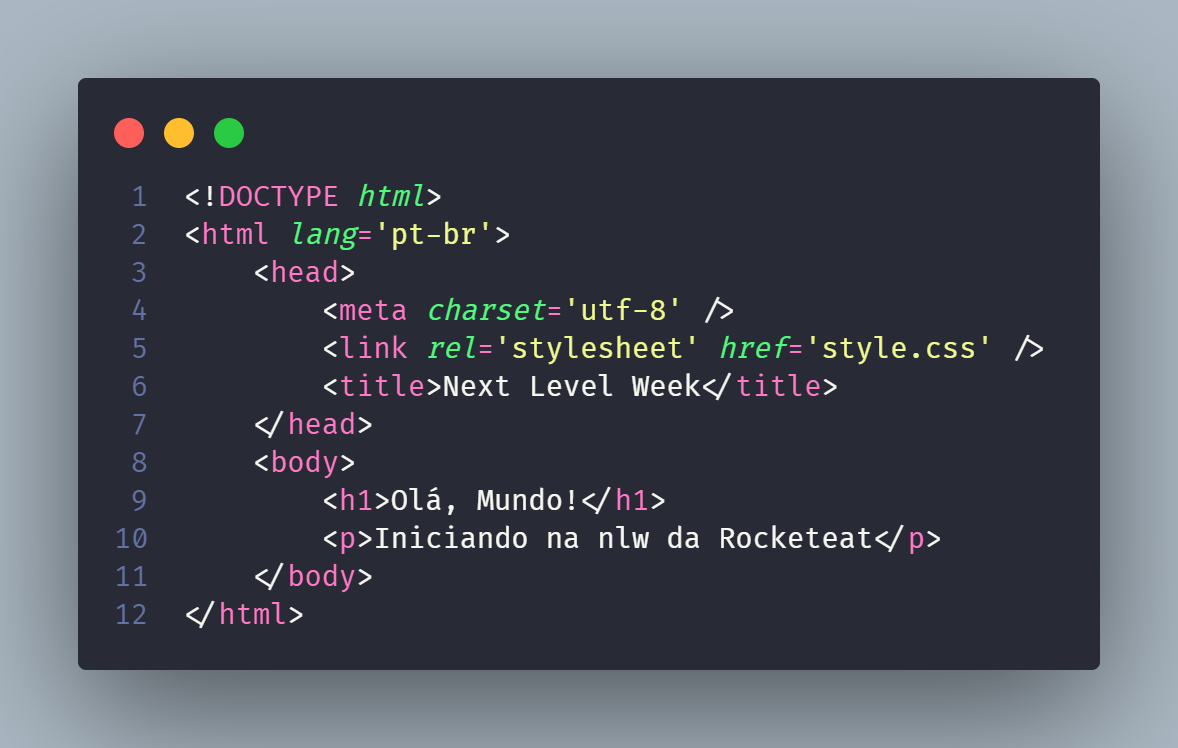 1 <!DOCTYPE html>
2 <html lang='pt-br'>
3     <head>
4         <meta charset='utf-8' />
5         <link rel='stylesheet' href='style.css' />
6         <title>Next Level Week</title>
7     </head>
8     <body>
9         <h1>Olá, Mundo!</h1>
10         <p>Iniciando na nlw da Rocketeat</p>
11     </body>
12 </html>